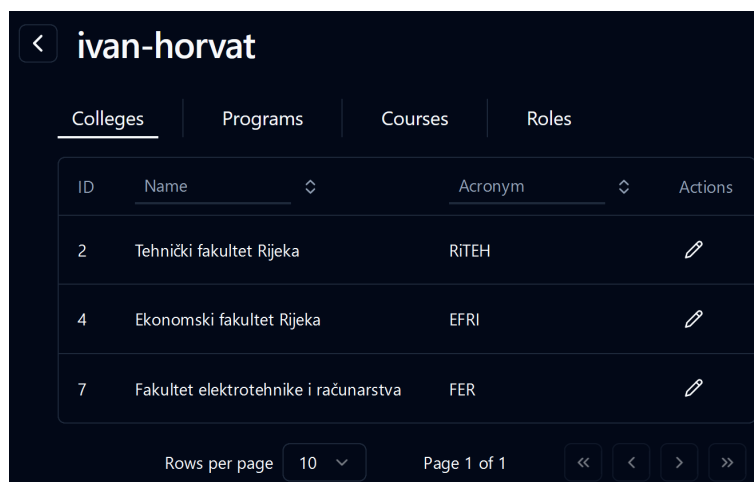 ivan-horvat
Colleges Programs Courses Roles
ID Name Acronym Actions
2 Tehnički fakultet Rijeka RiTEH
4 Ekonomski fakultet Rijeka EFRI
7 Fakultet elektrotehnike i računarstva FER
Rows per page 10 Page 1 of 1